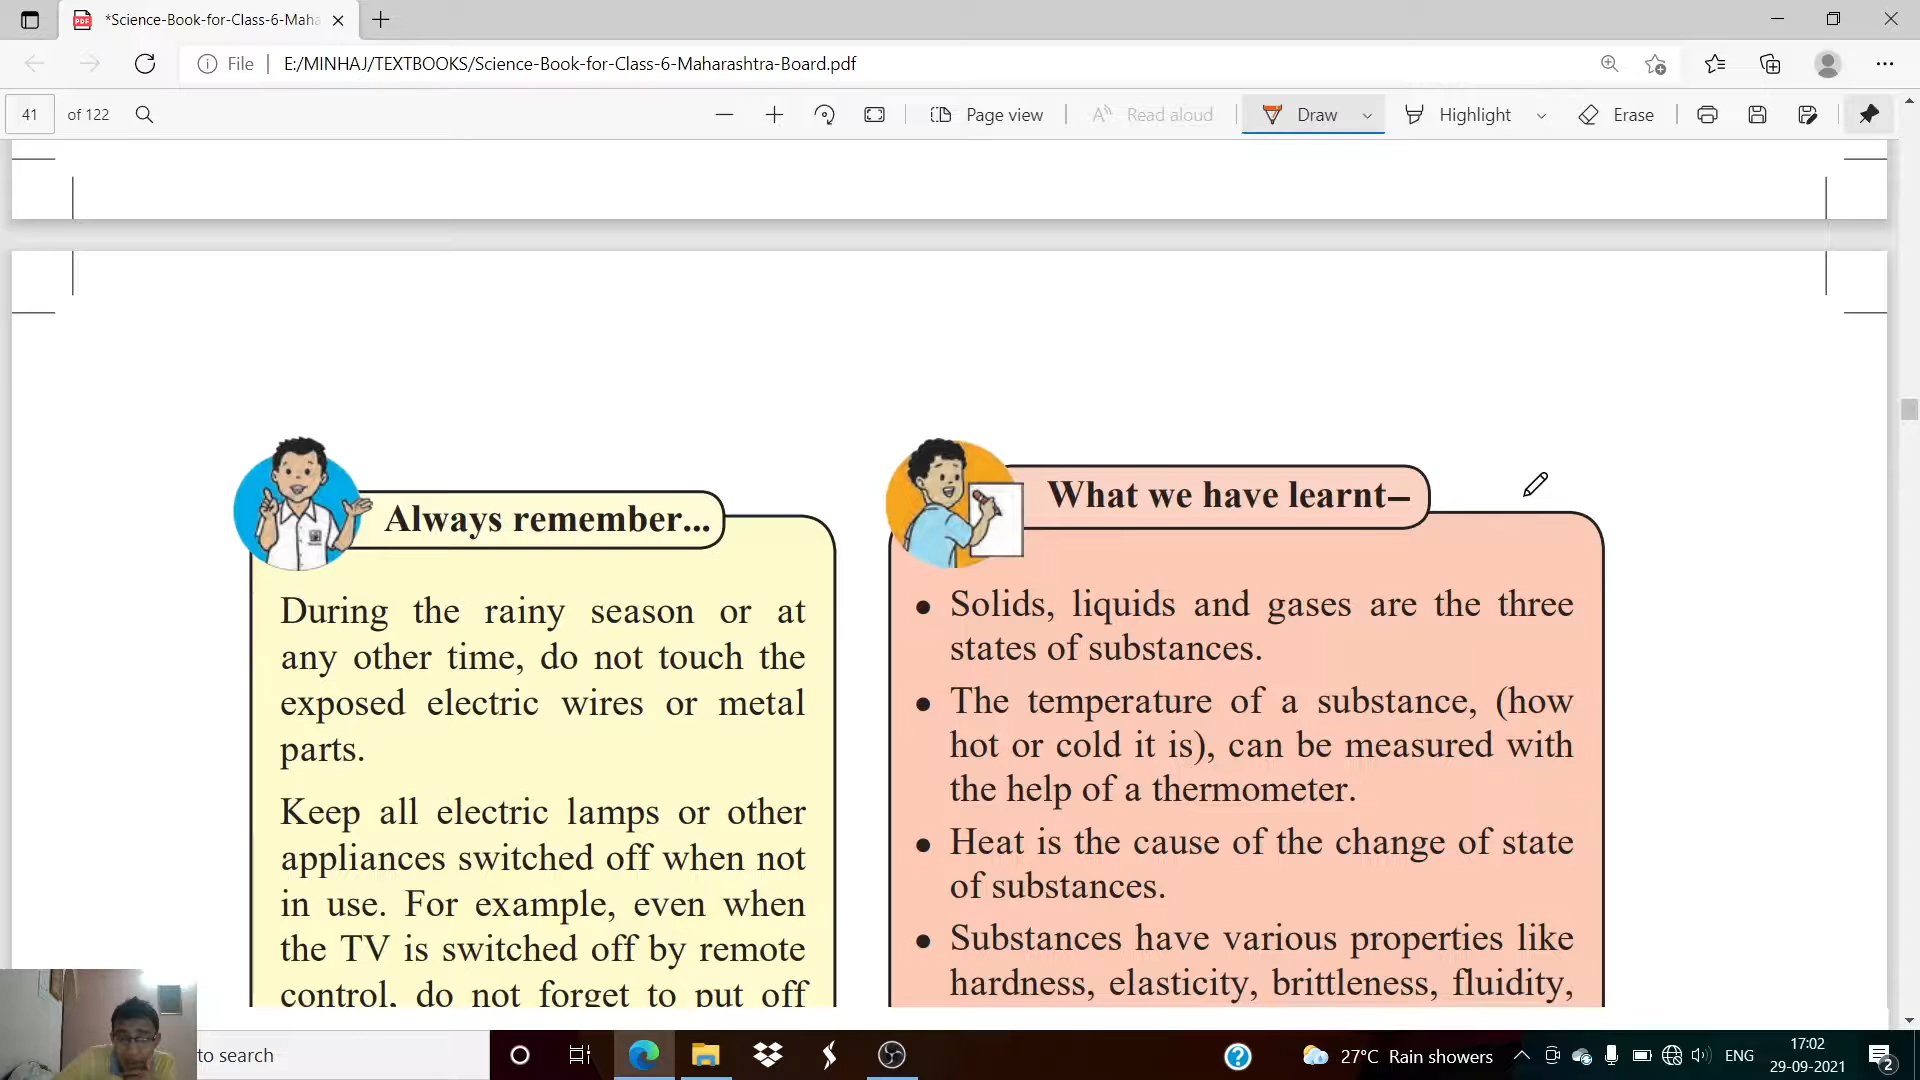 *Science-Book-for-Class-6-Maha
File
E:/MINHAJ/TEXTBOOKS/Science-Book-for-Class-6-Maharashtra-Board.pdf
41 of 122
Page view
Read aloud
Draw
Highlight
Erase
Always remember...
During the rainy season or at
any other time, do not touch the
exposed electric wires or metal
parts.
Keep all electric lamps or other
appliances switched off when not
in use. For example, even when
the TV is switched off by remote
control, do not forget to put off
What we have learnt–
• Solids, liquids and gases are the three
states of substances.
• The temperature of a substance, (how
hot or cold it is), can be measured with
the help of a thermometer.
• Heat is the cause of the change of state
of substances.
• Substances have various properties like
hardness, elasticity, brittleness, fluidity,
to search
27°C Rain showers
ENG
17:02
29-09-2021
2